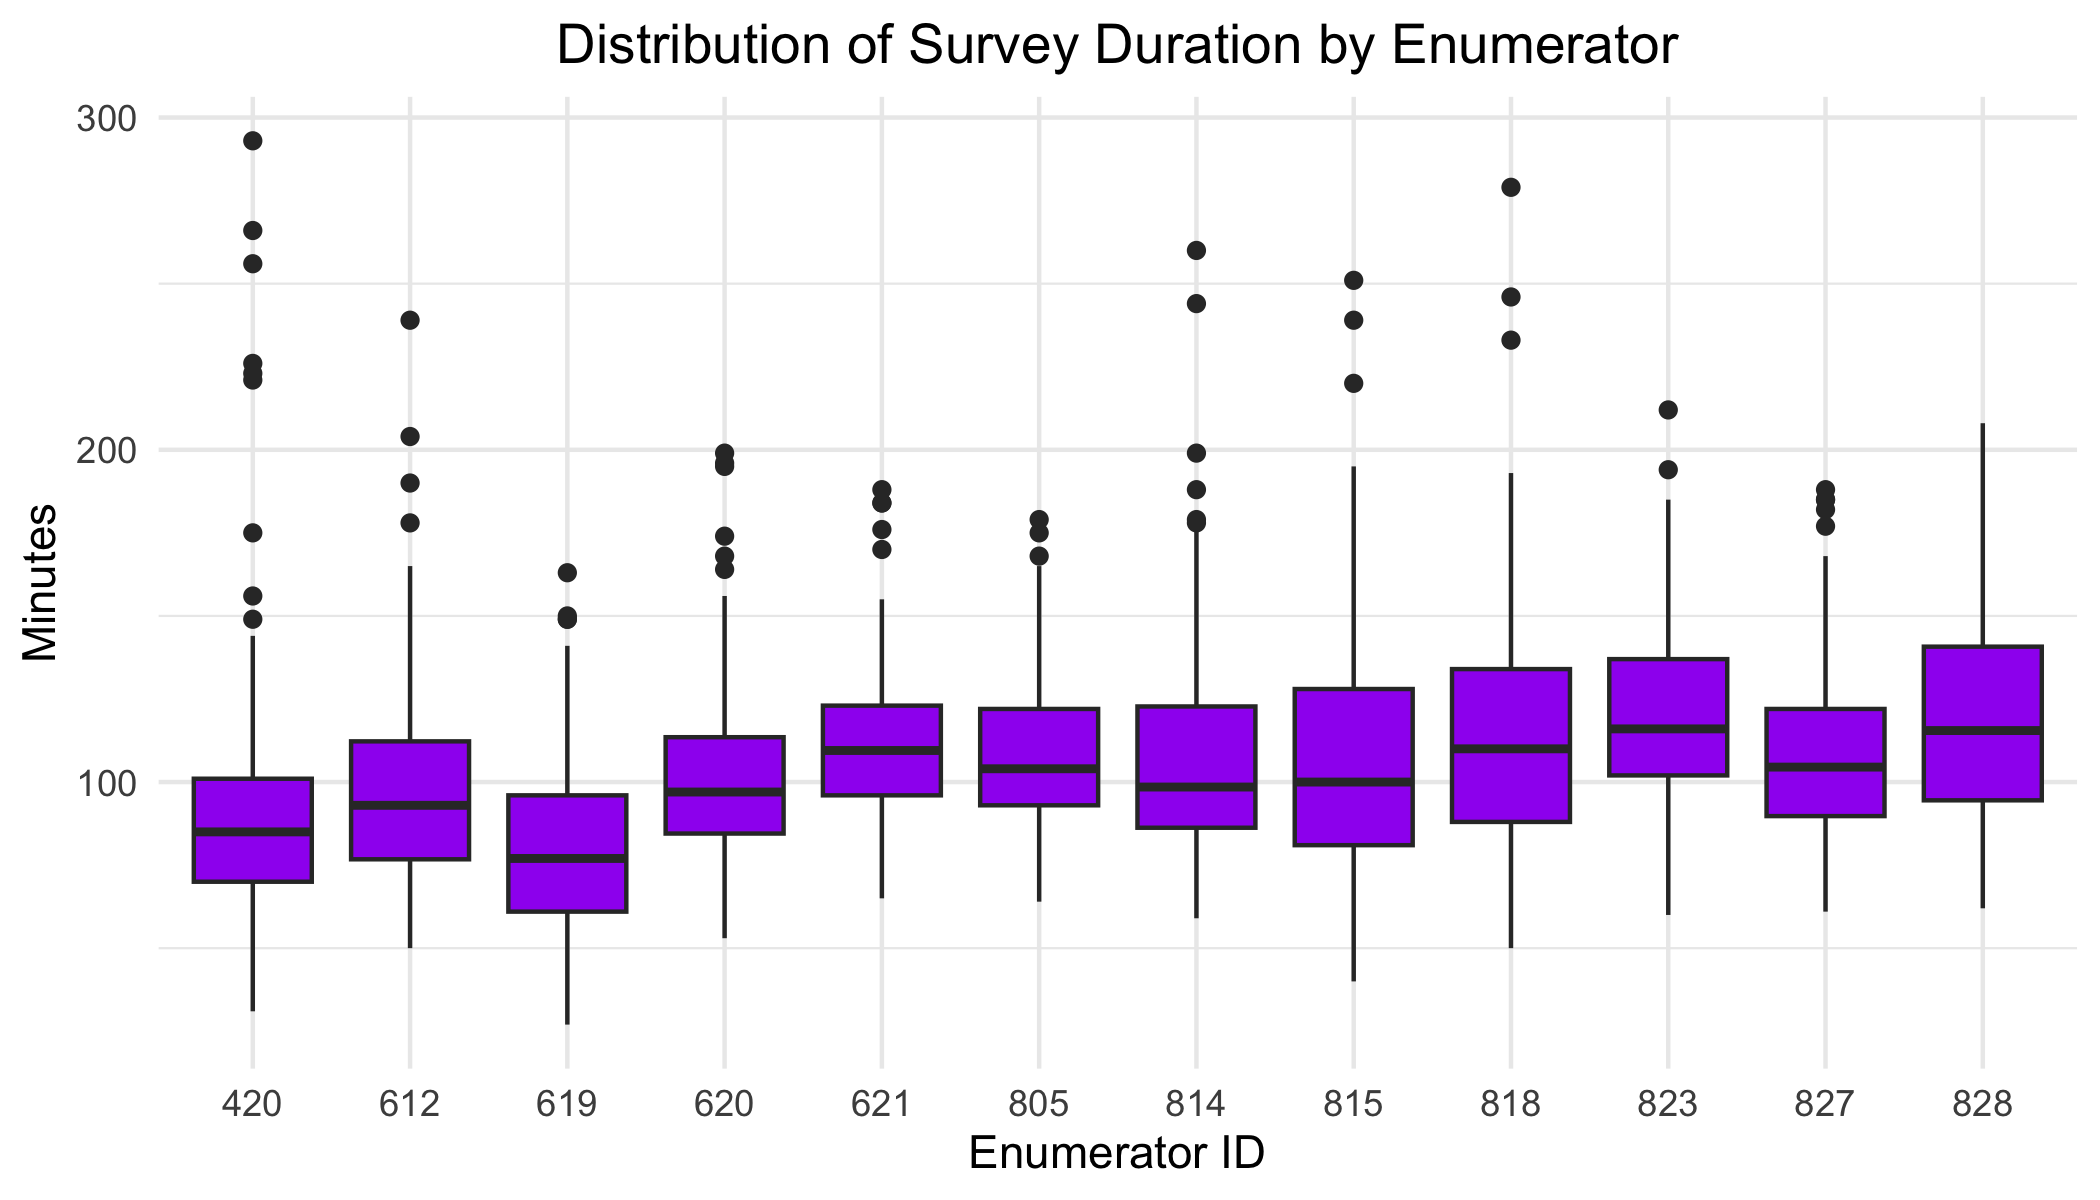 Distribution of Survey Duration by Enumerator
300
200
100
Minutes
420 612 619 620 621 805 814 815 818 823 827 828
Enumerator ID